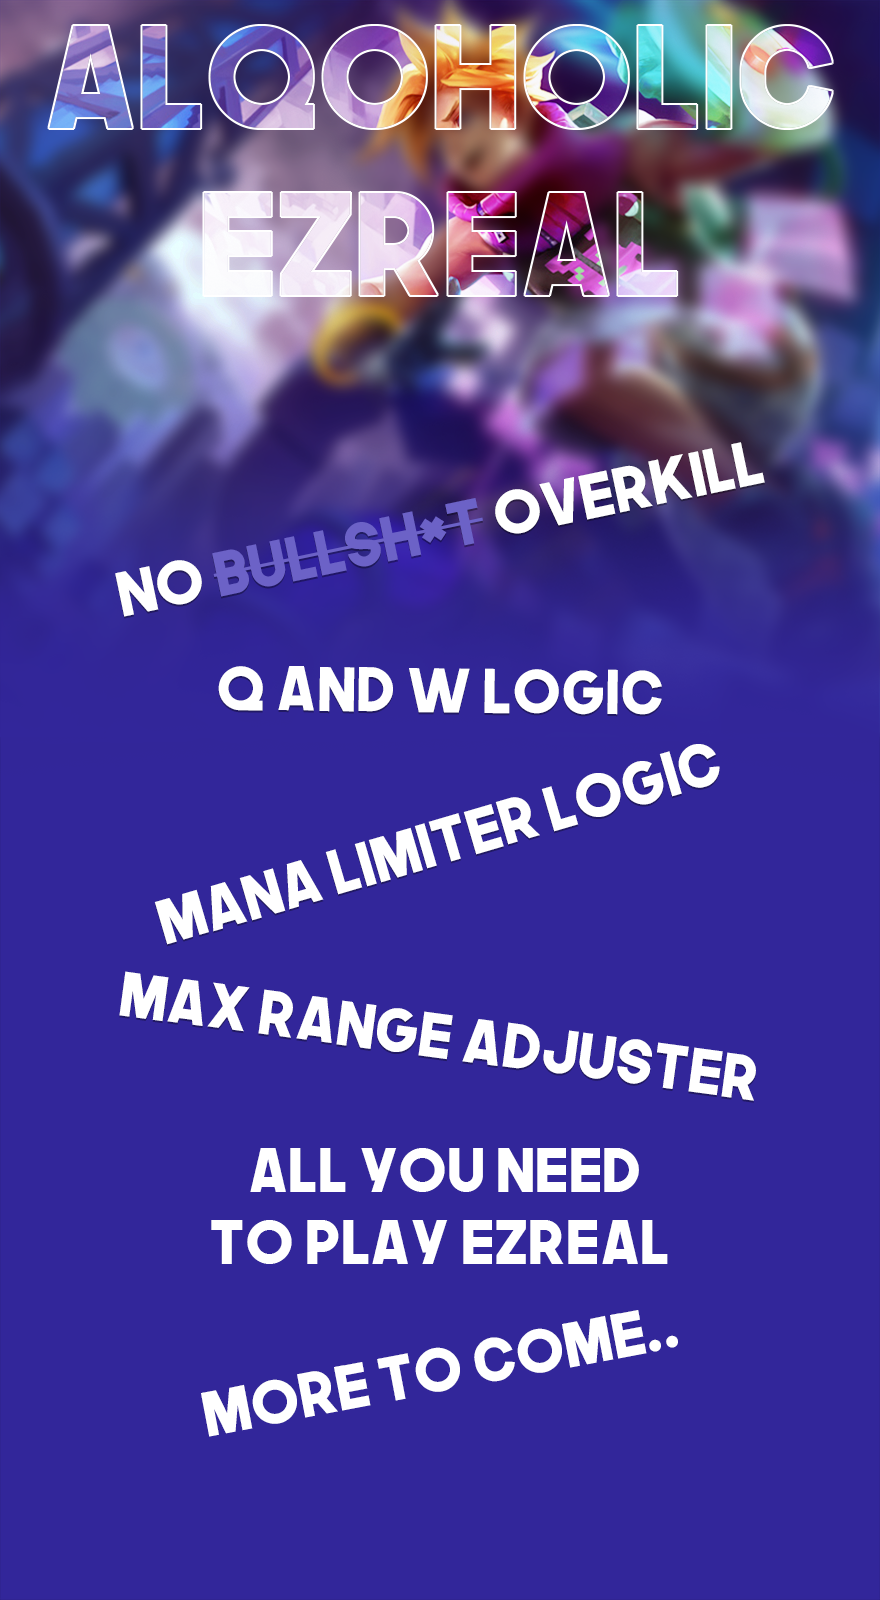 ALQOHOLIC
EZREAL
NO BULLSH*T OVERKILL
Q AND W LOGIC
MANA LIMITER LOGIC
MAX RANGE ADJUSTER
ALL YOU NEED
TO PLAY EZREAL
MORE TO COME..